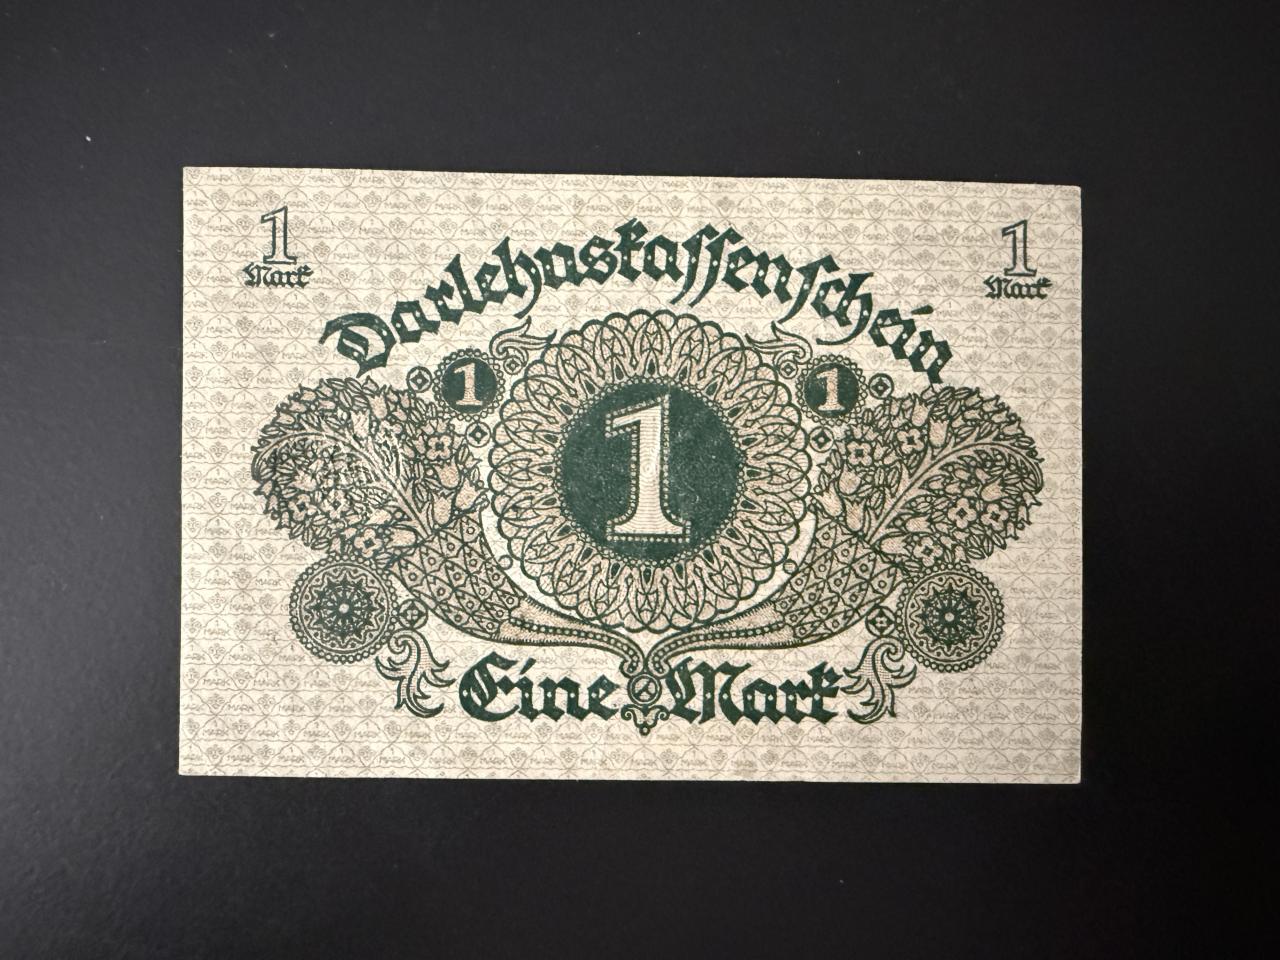 1 1
Mark Mark
Darlehnskassenschein
1 1
1
Eine Mark